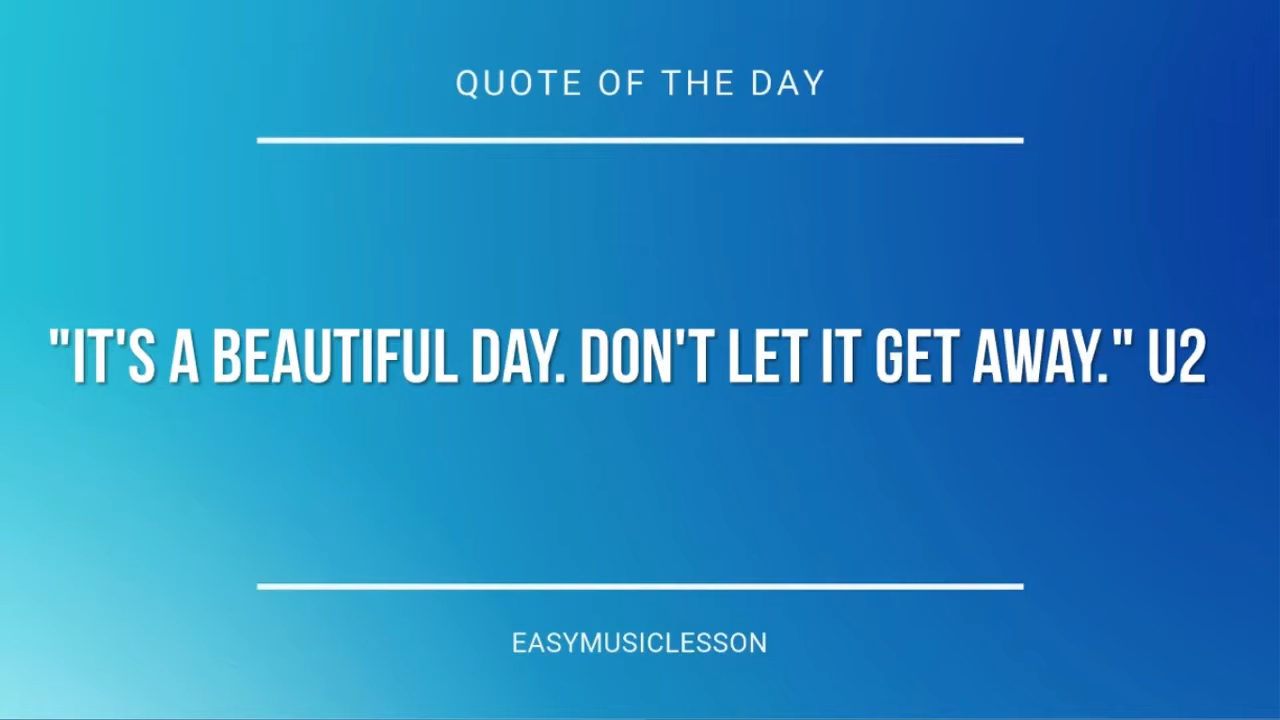 QUOTE OF THE DAY
"IT'S A BEAUTIFUL DAY. DON'T LET IT GET AWAY." U2
EASYMUSICLESSON